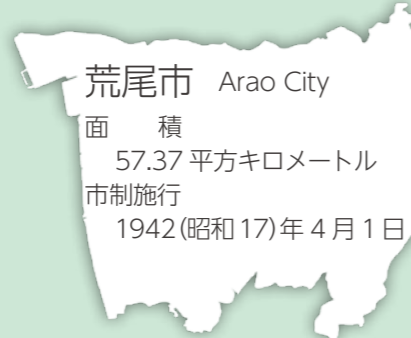 荒尾市 Arao City
面　積
57.37 平方キロメートル
市制施行
1942(昭和 17)年 4 月 1 日